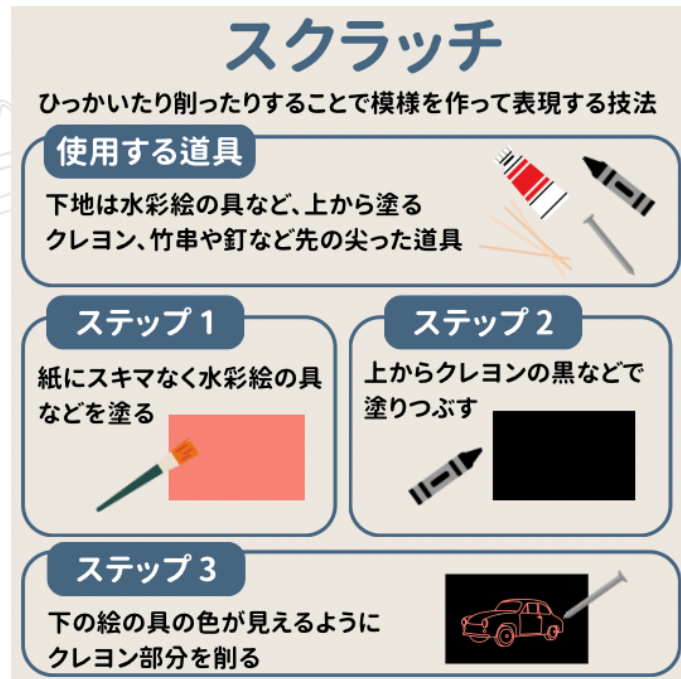 スクラッチ
ひっかいたり削ったりすることで模様を作って表現する技法
使用する道具
下地は水彩絵の具など、上から塗る
クレヨン、竹串や釘など先の尖った道具
ステップ 1
紙にスキマなく水彩絵の具
などを塗る
ステップ 2
上からクレヨンの黒などで
塗りつぶす
ステップ 3
下の絵の具の色が見えるように
クレヨン部分を削る